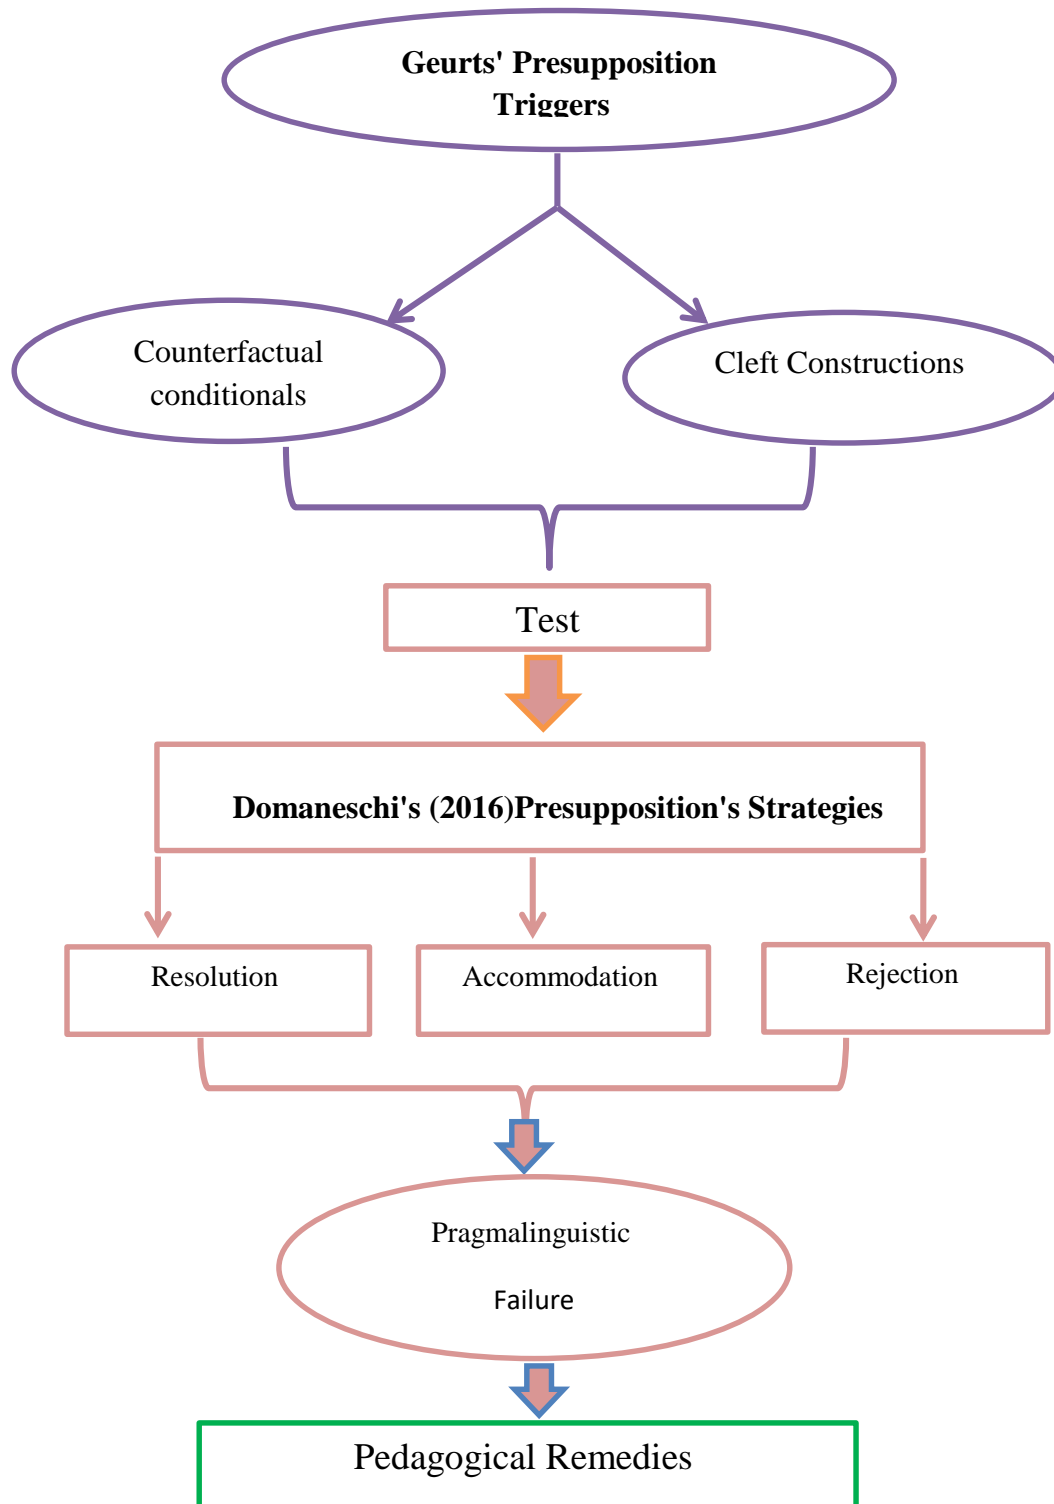 Geurts' Presupposition
Triggers
Counterfactual
conditionals
Cleft Constructions
Test
Domaneschi's (2016)Presupposition's Strategies
Resolution
Accommodation
Rejection
Pragmalinguistic
Failure
Pedagogical Remedies